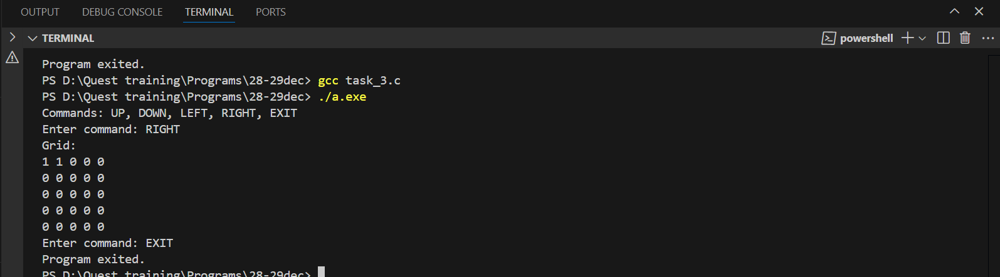 OUTPUT DEBUG CONSOLE TERMINAL PORTS
TERMINAL powershell
Program exited.
PS D:\Quest training\Programs\28-29dec> gcc task_3.c
PS D:\Quest training\Programs\28-29dec> ./a.exe
Commands: UP, DOWN, LEFT, RIGHT, EXIT
Enter command: RIGHT
Grid:
1 1 0 0 0
0 0 0 0 0
0 0 0 0 0
0 0 0 0 0
0 0 0 0 0
Enter command: EXIT
Program exited.
PS D:\Quest training\Programs\28-29dec>